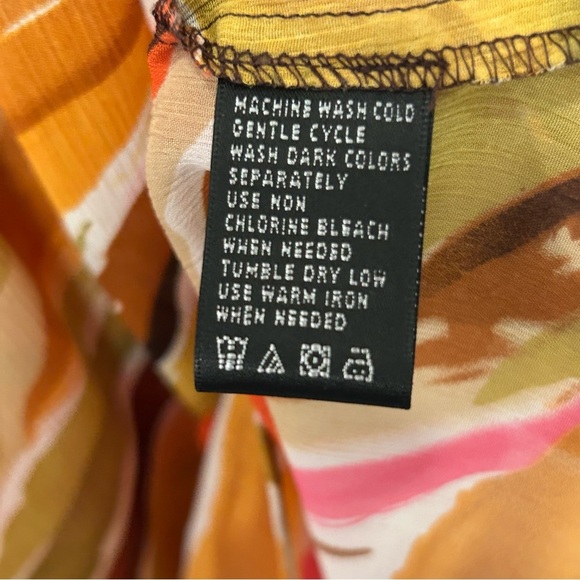 MACHINE WASH COLD
GENTLE CYCLE
WASH DARK COLORS
SEPARATELY
USE NON
CHLORINE BLEACH
WHEN NEEDED
TUMBLE DRY LOW
USE WARM IRON
WHEN NEEDED